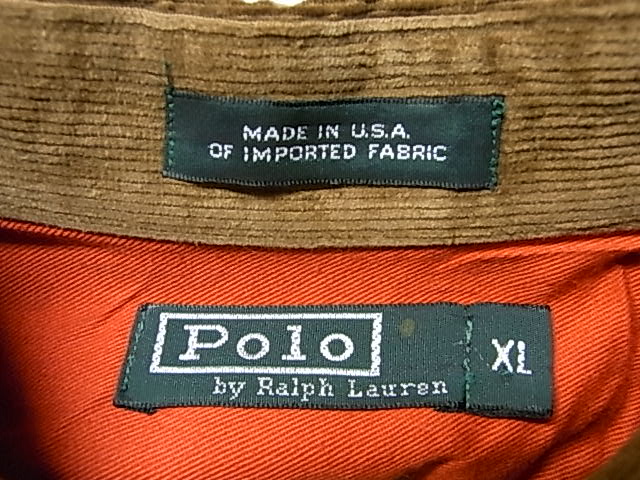 MADE IN U.S.A.
OF IMPORTED FABRIC
Polo
by Ralph Lauren
XL